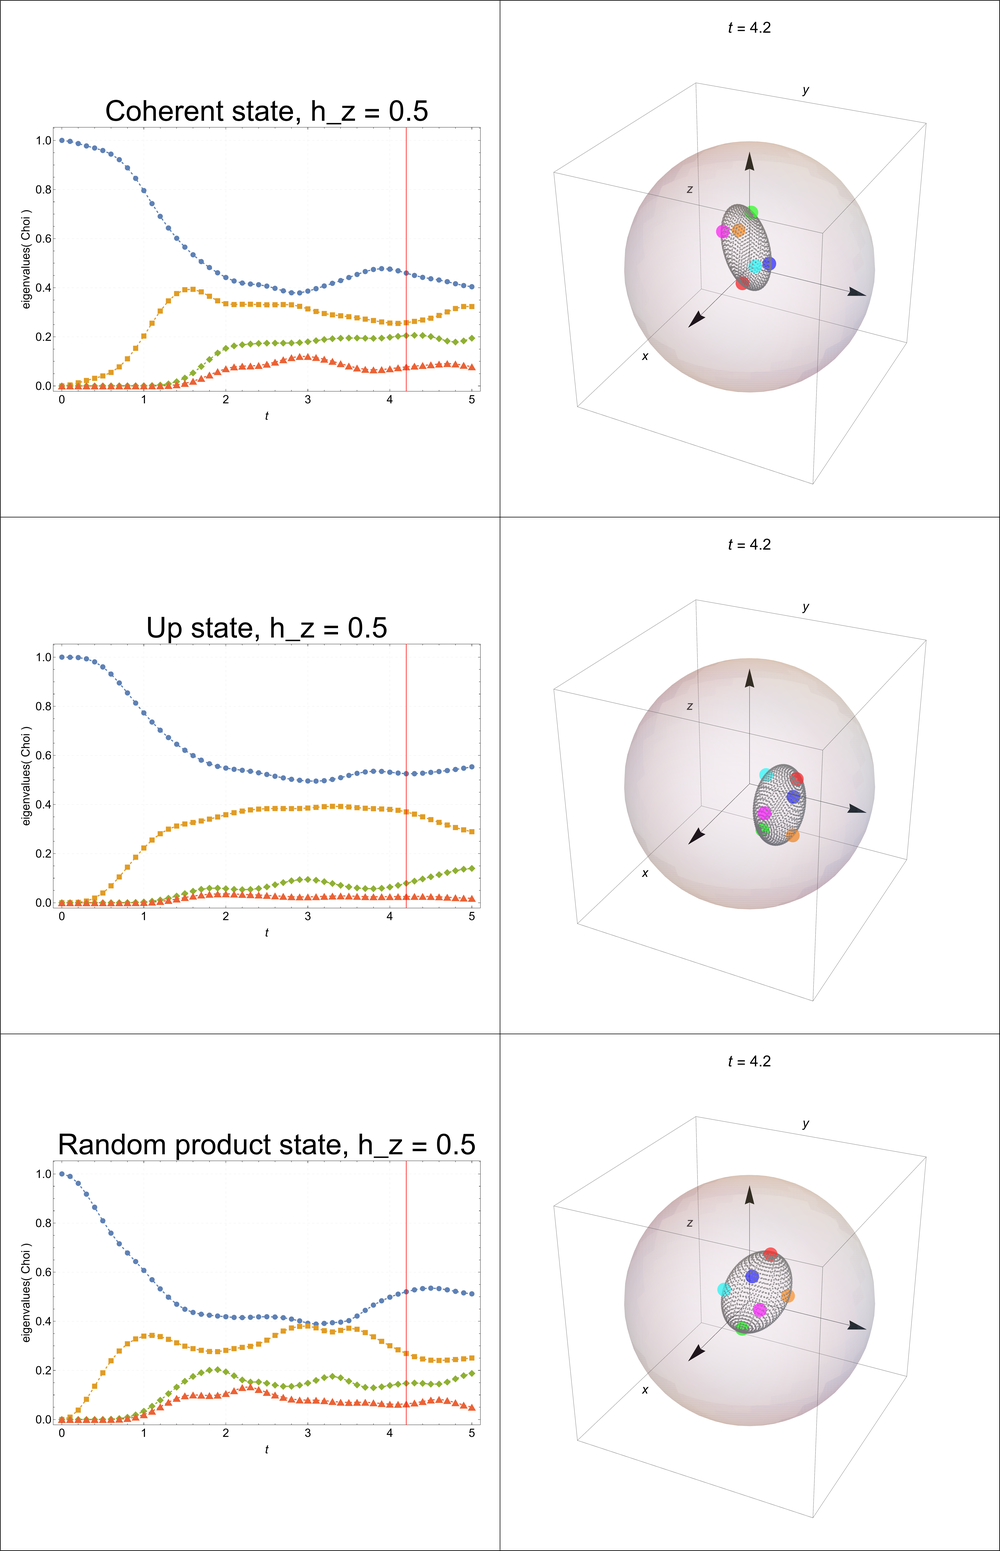 Coherent state, h_z = 0.5
eigenvalues( Choi )
1.0
0.8
0.6
0.4
0.2
0.0
0 1 2 3 4 5
t
t = 4.2
y
z
x
Up state, h_z = 0.5
eigenvalues( Choi )
1.0
0.8
0.6
0.4
0.2
0.0
0 1 2 3 4 5
t
t = 4.2
y
z
x
Random product state, h_z = 0.5
eigenvalues( Choi )
1.0
0.8
0.6
0.4
0.2
0.0
0 1 2 3 4 5
t
t = 4.2
y
z
x